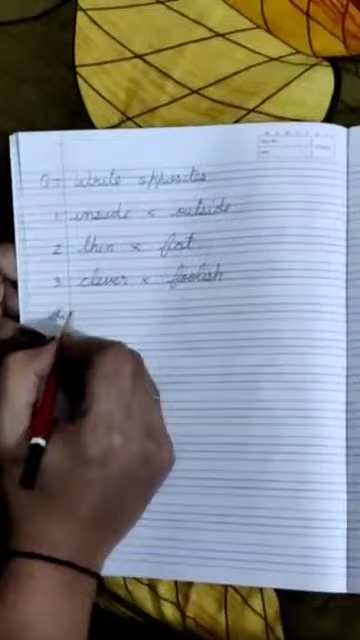 Q- write opposites
1 inside × outside
2 thin × fat
3 clever × foolish